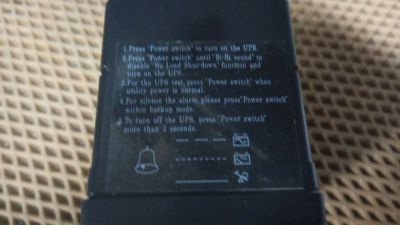 1.Press "Power switch" to turn on the UPS.
2.Press "Power switch" until "Bi-Bi sound" to
disable "No Load Shut-down" function and
turn on the UPS.
3.For the UPS test, press "Power switch" when
utility power is normal.
4.For silence the alarm, please press"Power switch"
within backup mode.
5.To turn off the UPS, press "Power switch"
more than 3 seconds.